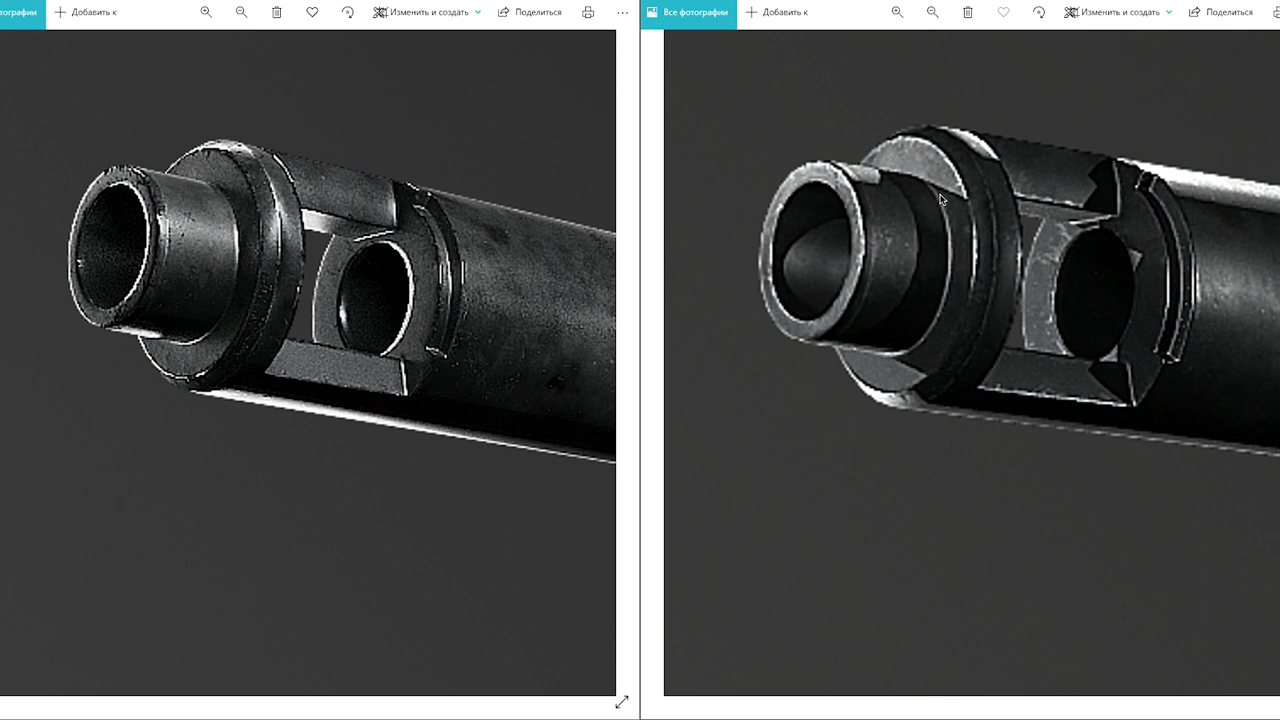 тографии
Добавить к
Изменить и создать
Поделиться
Все фотографии
Добавить к
Изменить и создать
Поделиться